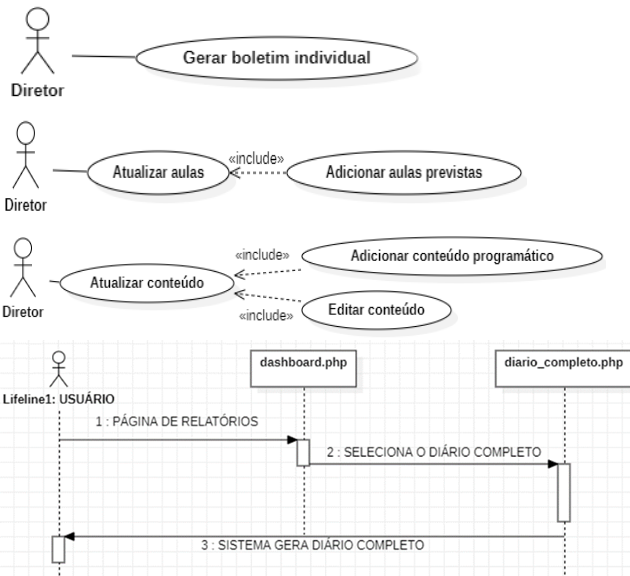 Gerar boletim individual
Diretor
«include»
Atualizar aulas
Adicionar aulas previstas
Diretor
«include»
Adicionar conteúdo programático
Atualizar conteúdo
Diretor
«include»
Editar conteúdo
dashboard.php
diario_completo.php
Lifeline1: USUÁRIO
1 : PÁGINA DE RELATÓRIOS
2 : SELECIONA O DIÁRIO COMPLETO
3 : SISTEMA GERA DIÁRIO COMPLETO